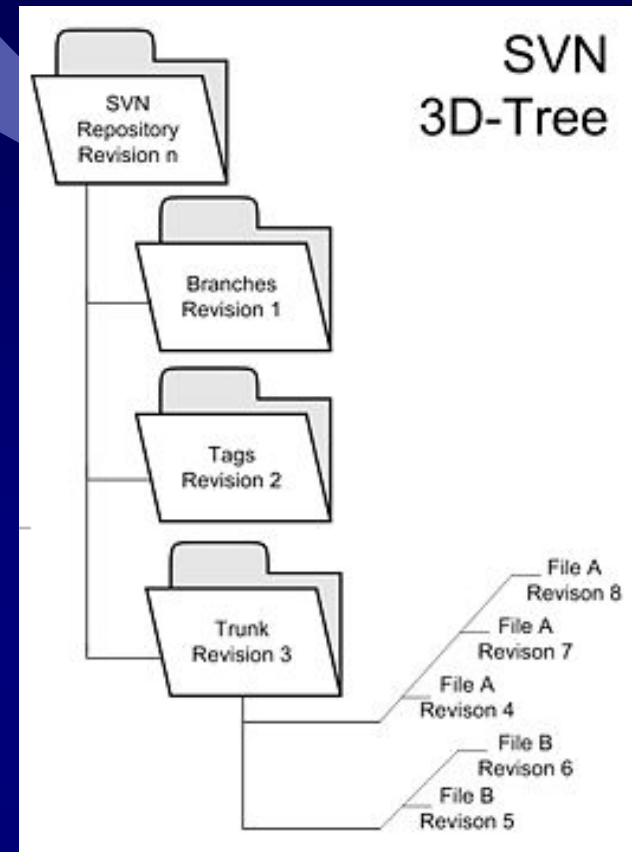 SVN
3D-Tree
SVN
Repository
Revision n
Branches
Revision 1
Tags
Revision 2
Trunk
Revision 3
File A
Revison 8
File A
Revison 7
File A
Revison 4
File B
Revison 6
File B
Revison 5